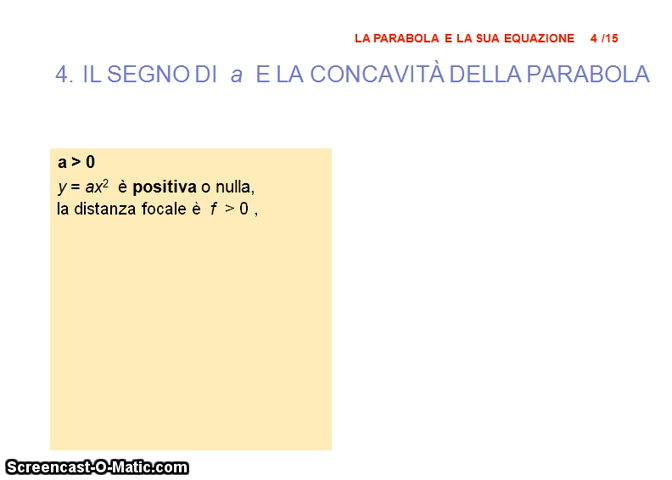 LA PARABOLA E LA SUA EQUAZIONE 4 /15
4. IL SEGNO DI a E LA CONCAVITÀ DELLA PARABOLA
a > 0
y = ax² è positiva o nulla,
la distanza focale è f > 0 ,
Screencast-O-Matic.com